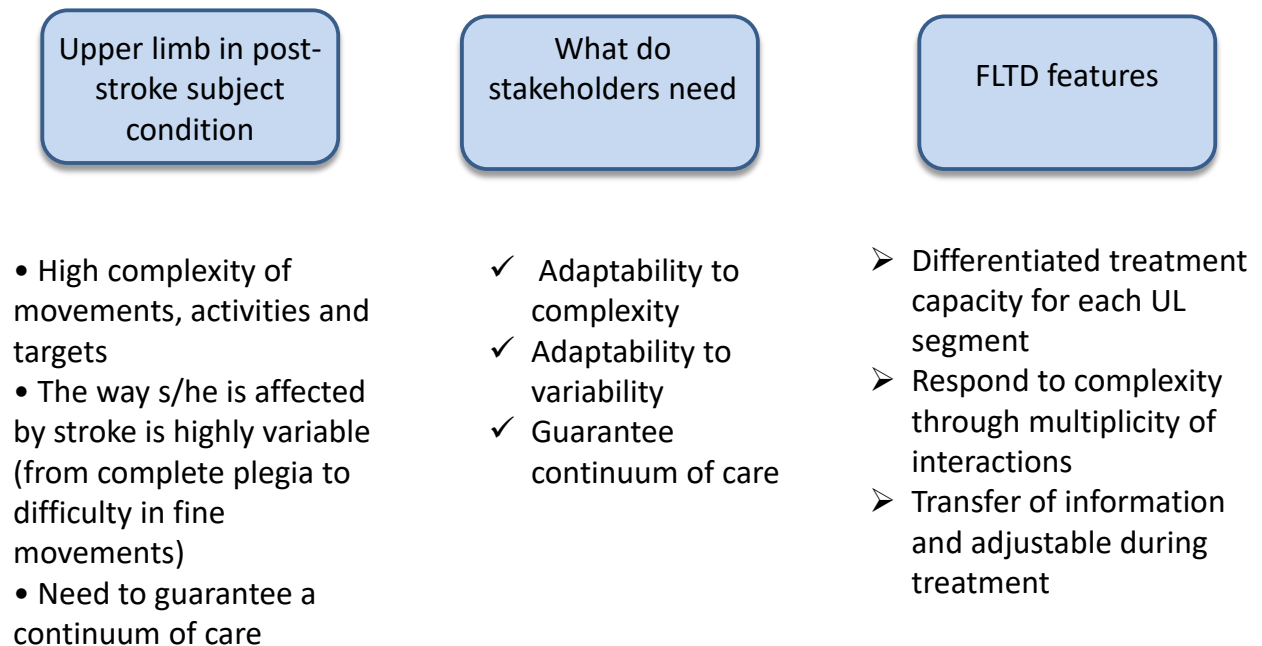 Upper limb in post-
stroke subject
condition
What do
stakeholders need
FLTD features
• High complexity of
movements, activities and
targets
• The way s/he is affected
by stroke is highly variable
(from complete plegia to
difficulty in fine
movements)
• Need to guarantee a
continuum of care
✓ Adaptability to
complexity
✓ Adaptability to
variability
✓ Guarantee
continuum of care
➢ Differentiated treatment
capacity for each UL
segment
➢ Respond to complexity
through multiplicity of
interactions
➢ Transfer of information
and adjustable during
treatment